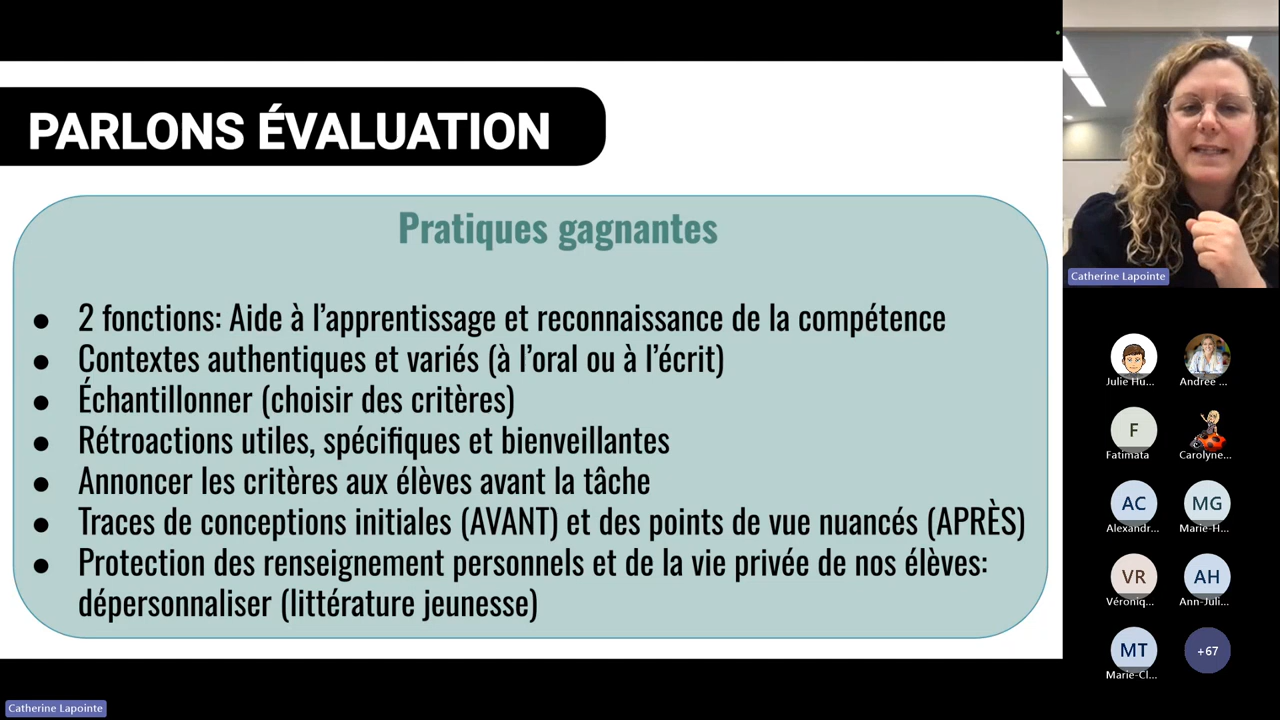 PARLONS ÉVALUATION
Pratiques gagnantes
● 2 fonctions: Aide à l'apprentissage et reconnaissance de la compétence
● Contextes authentiques et variés (à l'oral ou à l'écrit)
● Échantillonner (choisir des critères)
● Rétroactions utiles, spécifiques et bienveillantes
● Annoncer les critères aux élèves avant la tâche
● Traces de conceptions initiales (AVANT) et des points de vue nuancés (APRÈS)
● Protection des renseignement personnels et de la vie privée de nos élèves:
dépersonnaliser (littérature jeunesse)
Catherine Lapointe
Julie Hu...
Andrée ...
F
Fatimata
Carolyne...
AC
MG
Alexandr...
Marie-H...
VR
AH
Véroniq...
Ann-Juli...
MT
+67
Marie-Cl...
Catherine Lapointe